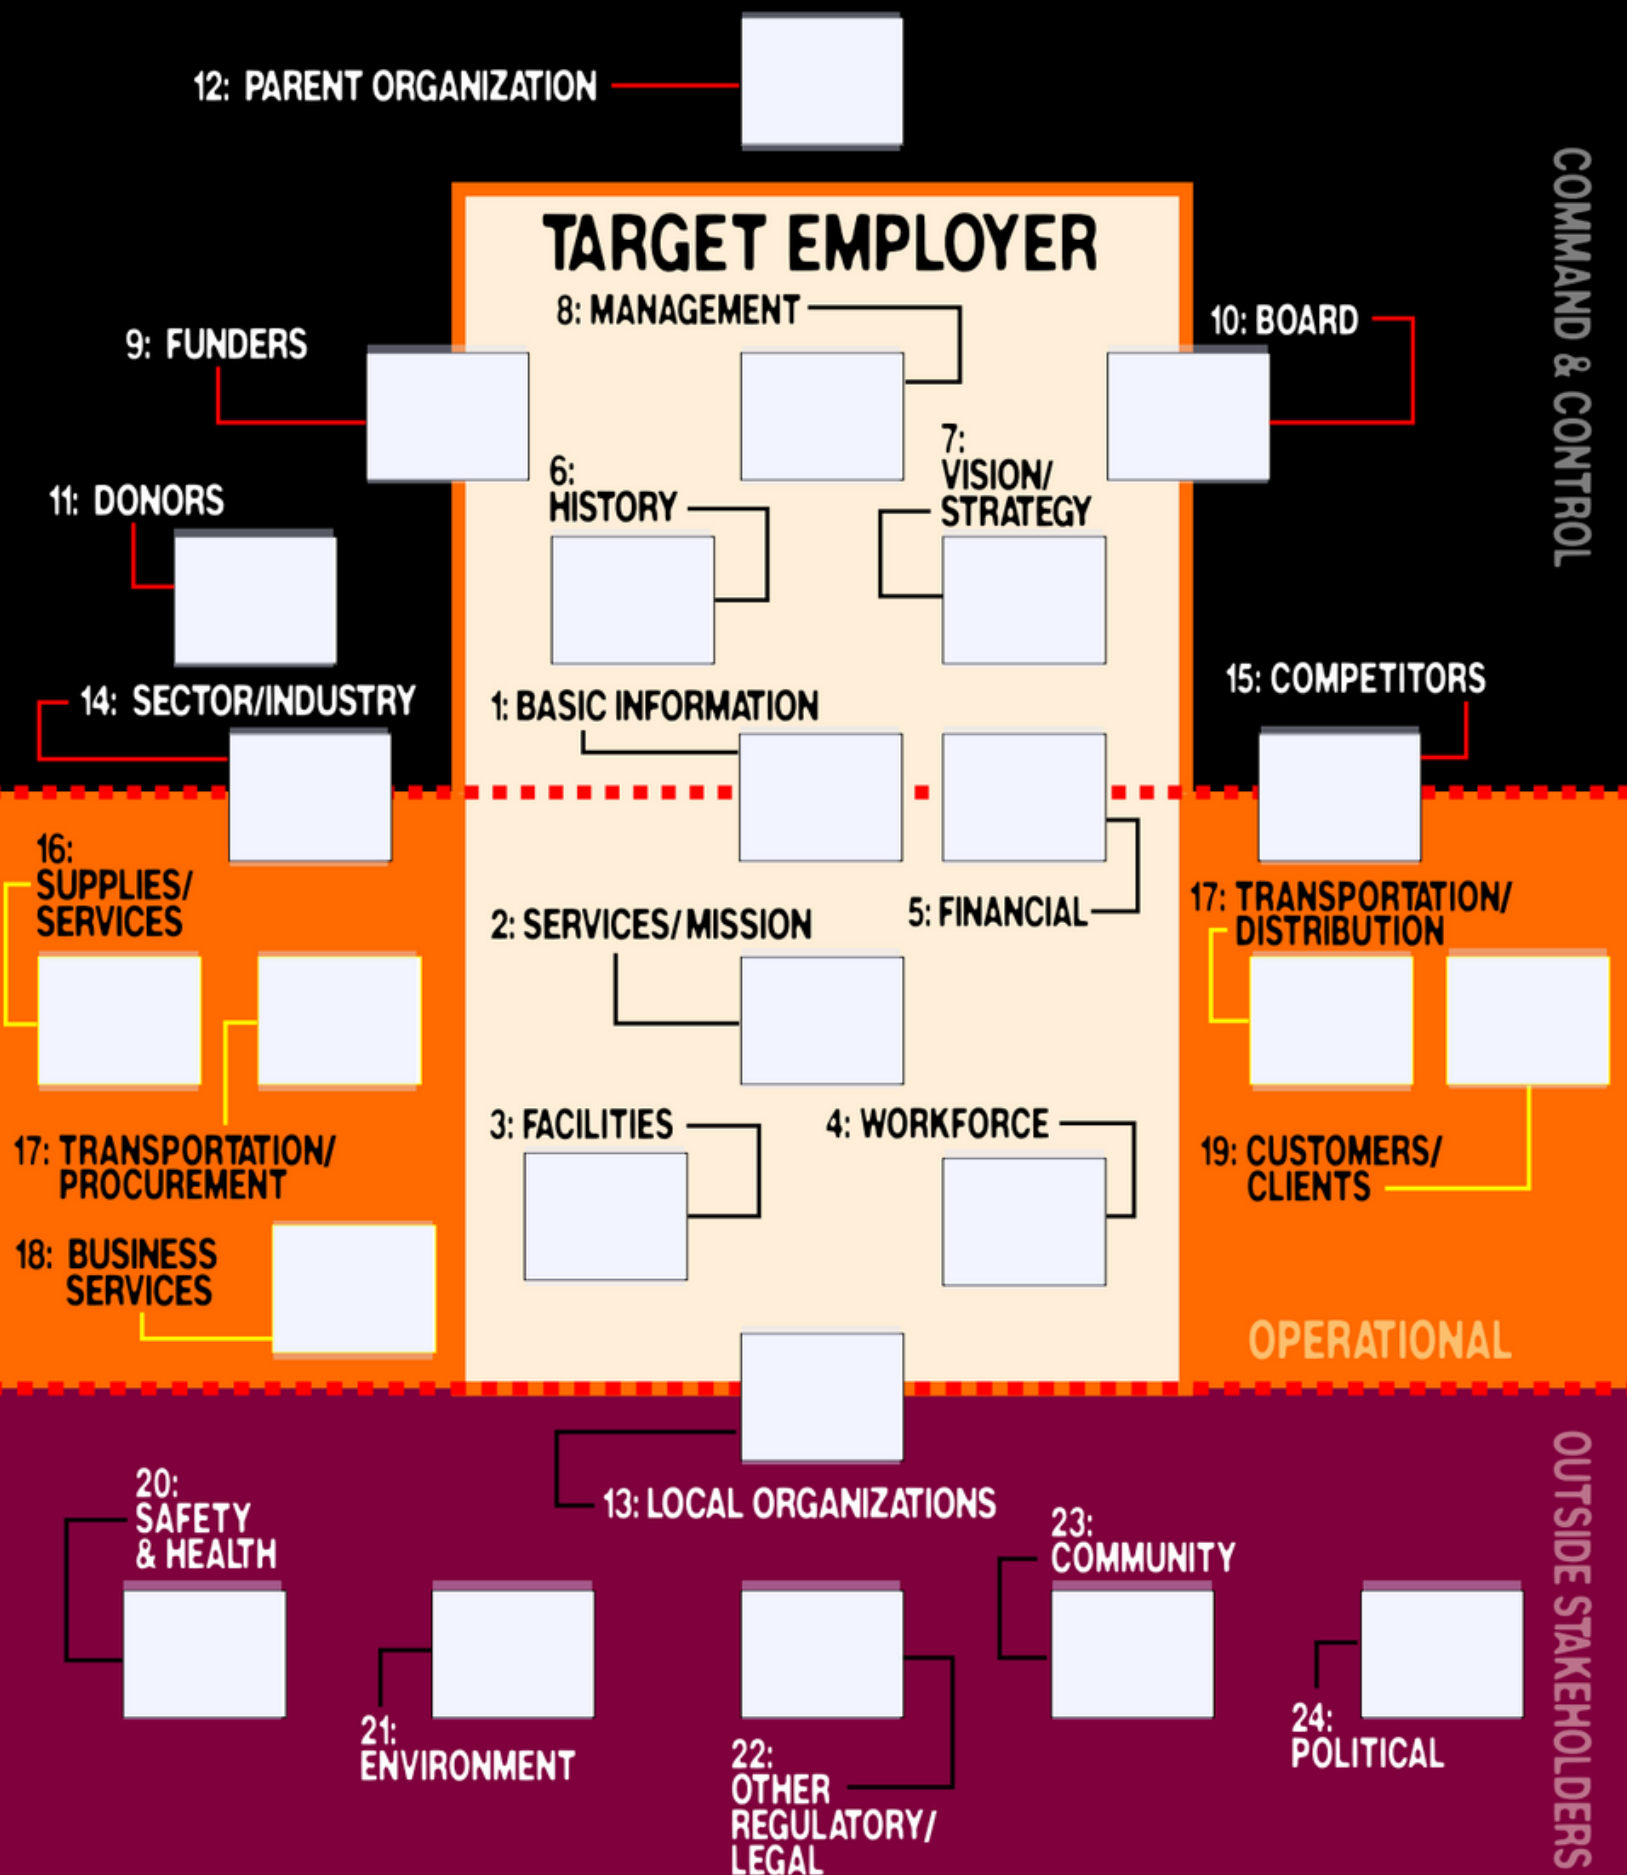 12: PARENT ORGANIZATION
COMMAND & CONTROL
TARGET EMPLOYER
8: MANAGEMENT
9: FUNDERS
10: BOARD
7:
VISION/
STRATEGY
6:
HISTORY
11: DONORS
14: SECTOR/INDUSTRY
1: BASIC INFORMATION
15: COMPETITORS
16:
SUPPLIES/
SERVICES
2: SERVICES/MISSION
5: FINANCIAL
17: TRANSPORTATION/
DISTRIBUTION
17: TRANSPORTATION/
PROCUREMENT
3: FACILITIES
4: WORKFORCE
19: CUSTOMERS/
CLIENTS
18: BUSINESS
SERVICES
OPERATIONAL
13: LOCAL ORGANIZATIONS
OUTSIDE STAKEHOLDERS
20:
SAFETY
& HEALTH
23:
COMMUNITY
21:
ENVIRONMENT
22:
OTHER
REGULATORY/
LEGAL
24:
POLITICAL